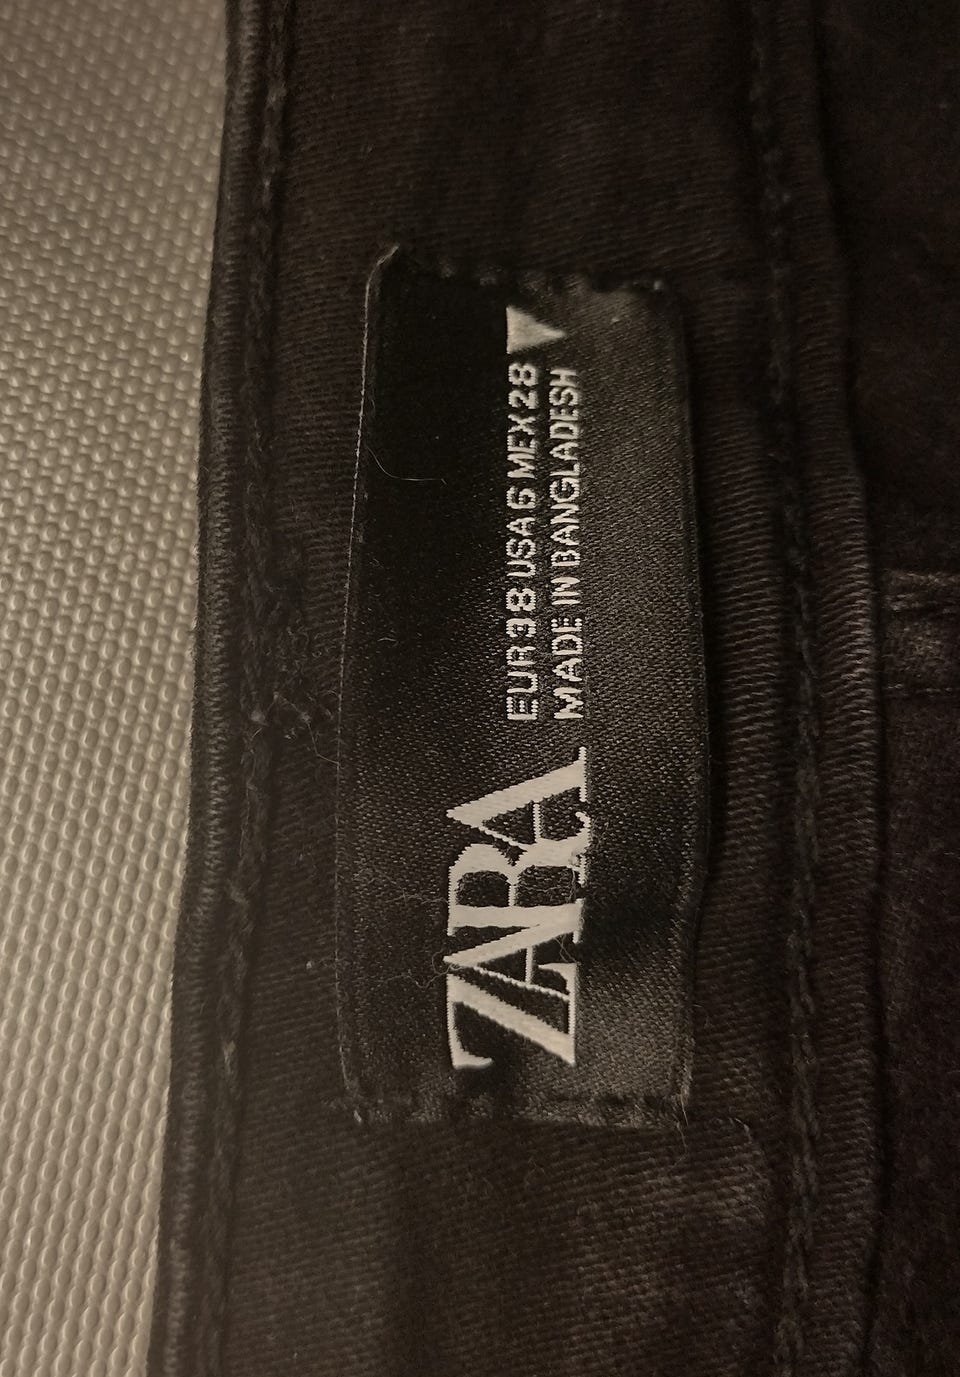 ZARA
EUR 38 USA 6 MEX 28
MADE IN BANGLADESH